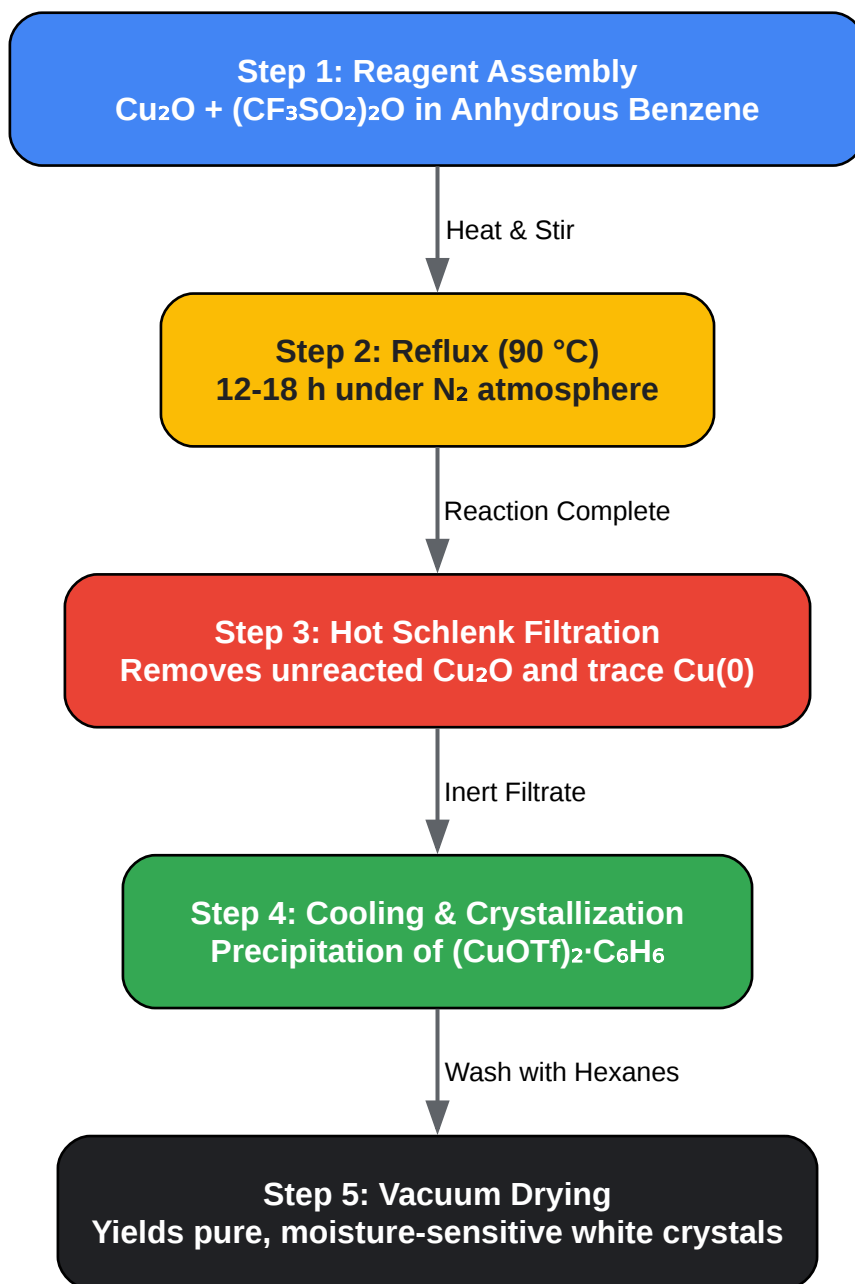 Step 1: Reagent Assembly
Cu₂O + (CF₃SO₂)₂O in Anhydrous Benzene
Heat & Stir
Step 2: Reflux (90 °C)
12-18 h under N₂ atmosphere
Reaction Complete
Step 3: Hot Schlenk Filtration
Removes unreacted Cu₂O and trace Cu(0)
Inert Filtrate
Step 4: Cooling & Crystallization
Precipitation of (CuOTf)₂·C₆H₆
Wash with Hexanes
Step 5: Vacuum Drying
Yields pure, moisture-sensitive white crystals